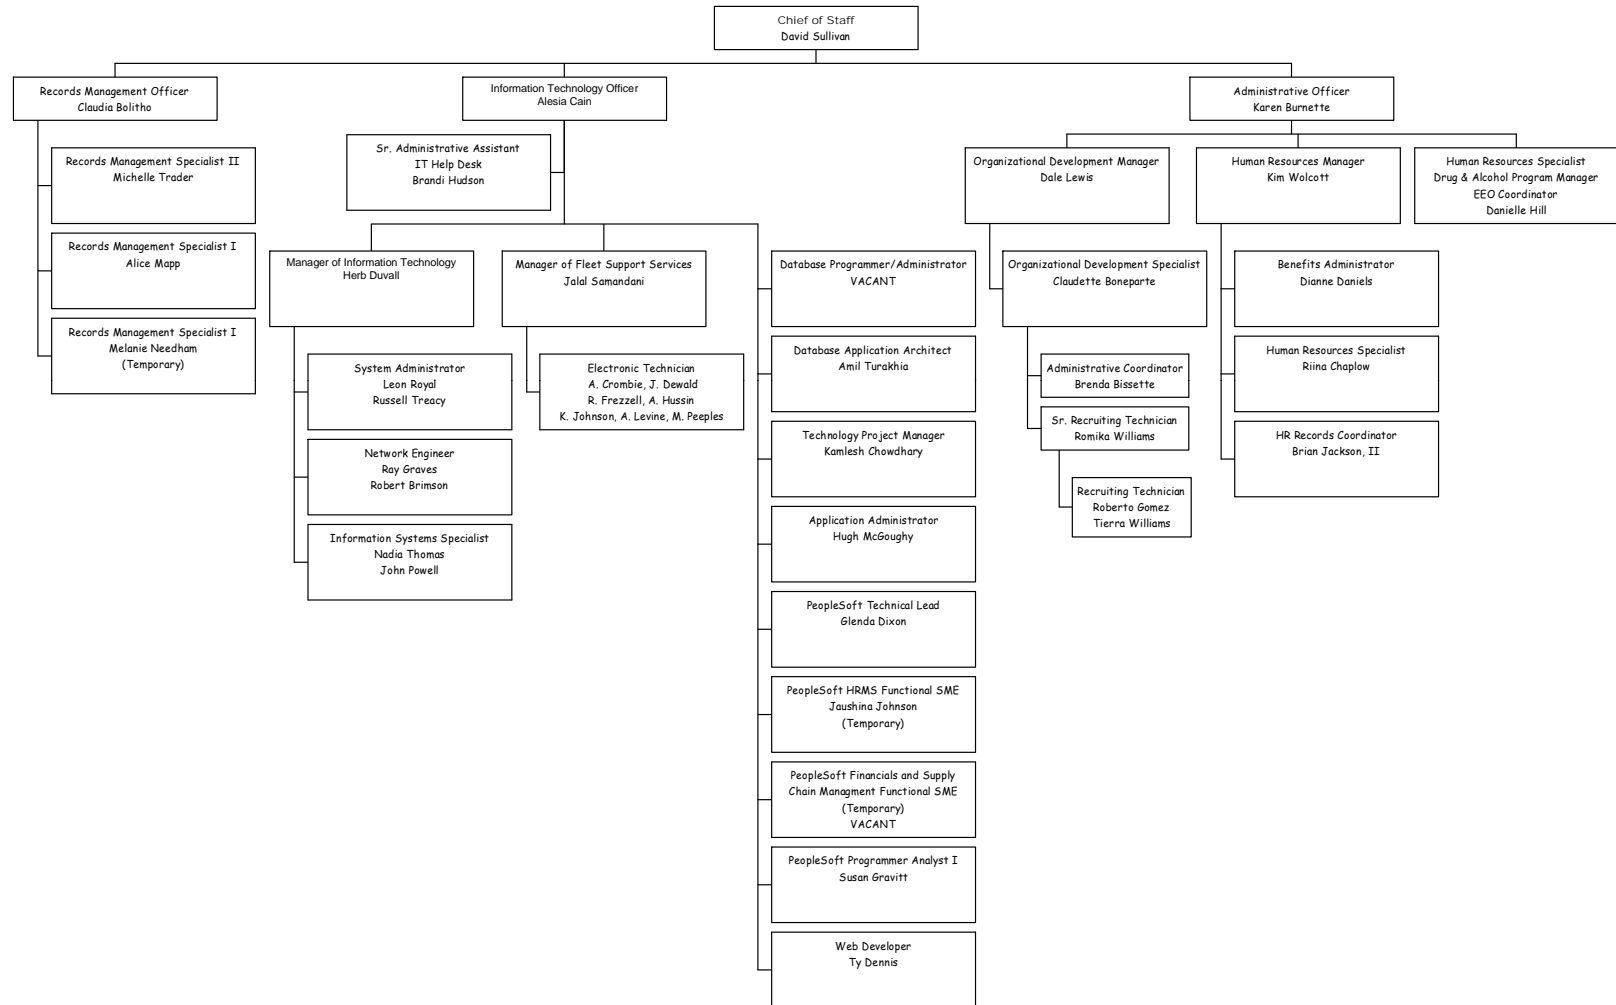 Chief of Staff
David Sullivan
Records Management Officer
Claudia Bolitho
Information Technology Officer
Alesia Cain
Administrative Officer
Karen Burnette
Records Management Specialist II
Michelle Trader
Records Management Specialist I
Alice Mapp
Records Management Specialist I
Melanie Needham
(Temporary)
Sr. Administrative Assistant
IT Help Desk
Brandi Hudson
Manager of Information Technology
Herb Duvall
System Administrator
Leon Royal
Russell Treacy
Network Engineer
Ray Graves
Robert Brimson
Information Systems Specialist
Nadia Thomas
John Powell
Manager of Fleet Support Services
Jalal Samandani
Electronic Technician
A. Crombie, J. Dewald
R. Frezzell, A. Hussin
K. Johnson, A. Levine, M. Peeples
Database Programmer/Administrator
VACANT
Database Application Architect
Amil Turakhia
Technology Project Manager
Kamlesh Chowdhary
Application Administrator
Hugh McGoughy
PeopleSoft Technical Lead
Glenda Dixon
PeopleSoft HRMS Functional SME
Jaushina Johnson
(Temporary)
PeopleSoft Financials and Supply
Chain Managment Functional SME
(Temporary)
VACANT
PeopleSoft Programmer Analyst I
Susan Gravitt
Web Developer
Ty Dennis
Organizational Development Manager
Dale Lewis
Organizational Development Specialist
Claudette Boneparte
Administrative Coordinator
Brenda Bissette
Sr. Recruiting Technician
Romika Williams
Recruiting Technician
Roberto Gomez
Tierra Williams
Human Resources Manager
Kim Wolcott
Benefits Administrator
Dianne Daniels
Human Resources Specialist
Riina Chaplow
HR Records Coordinator
Brian Jackson, II
Human Resources Specialist
Drug & Alcohol Program Manager
EEO Coordinator
Danielle Hill